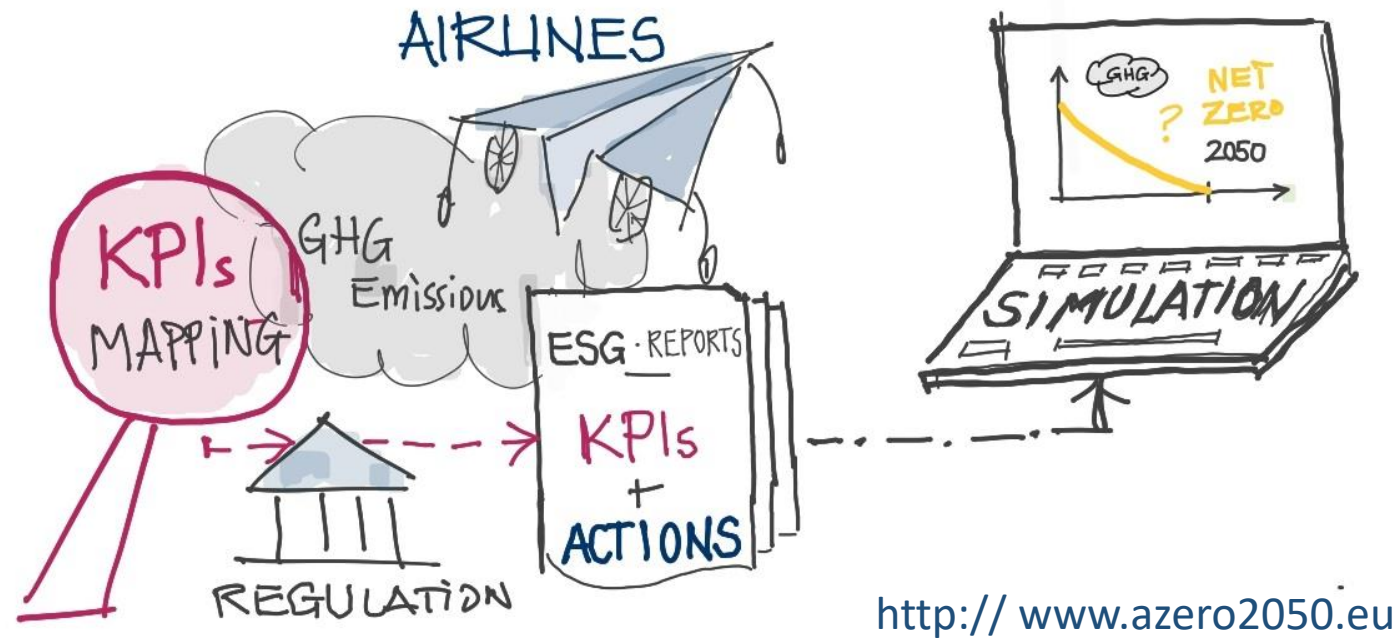 AIRLINES
KPIs
MAPPING
GHG
Emissions
REGULATION
ESG - REPORTS
KPIs
+
ACTIONS
GHG
? NET
ZERO
2050
SIMULATION
http:// www.azero2050.eu